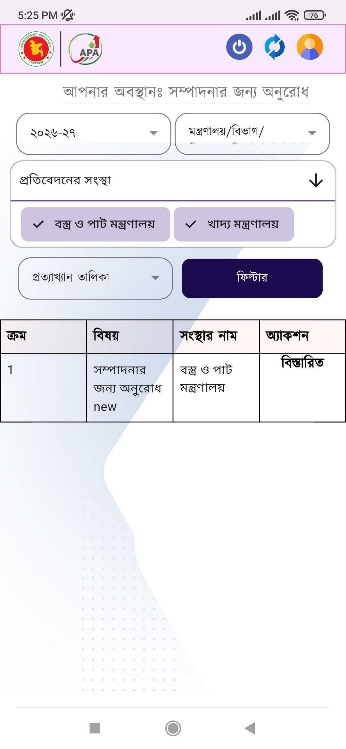 5:25 PM
76
APA
আপনার অবস্থানঃ সম্পাদনার জন্য অনুরোধ
২০২৬-২৭
মন্ত্রণালয়/বিভাগ/
প্রতিবেদনের সংস্থা
বস্ত্র ও পাট মন্ত্রণালয়
খাদ্য মন্ত্রণালয়
প্রত্যাখ্যান তালিকা
ফিল্টার
ক্রম বিষয় সংস্থার নাম অ্যাকশন
1 সম্পাদনার জন্য অনুরোধ new বস্ত্র ও পাট মন্ত্রণালয় বিস্তারিত